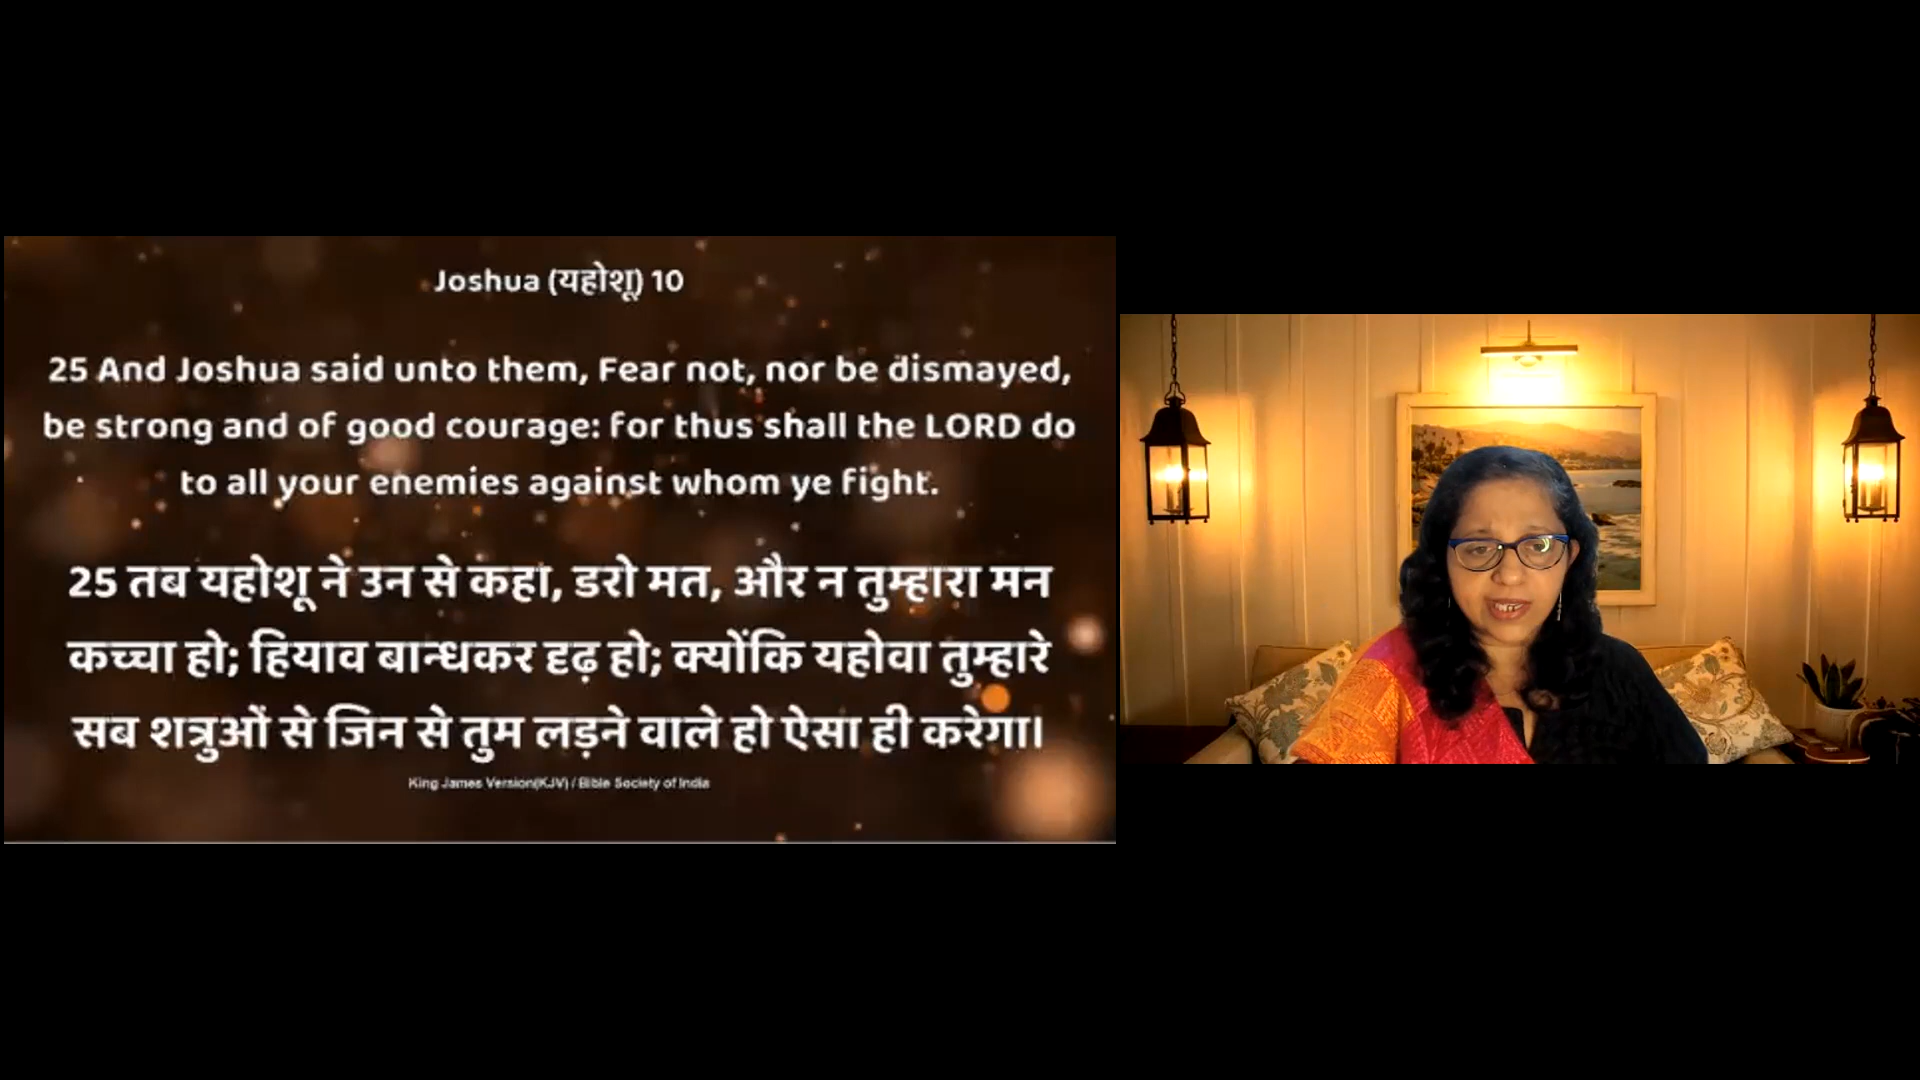 Joshua (यहोशू) 10
25 And Joshua said unto them, Fear not, nor be dismayed,
be strong and of good courage: for thus shall the LORD do
to all your enemies against whom ye fight.
25 तब यहोशू ने उन से कहा, डरो मत, और न तुम्हारा मन
कच्चा हो; हियाव बान्धकर दृढ़ हो; क्योंकि यहोवा तुम्हारे
सब शत्रुओं से जिन से तुम लड़ने वाले हो ऐसा ही करेगा।
King James Version(KJV) / Bible Society of India